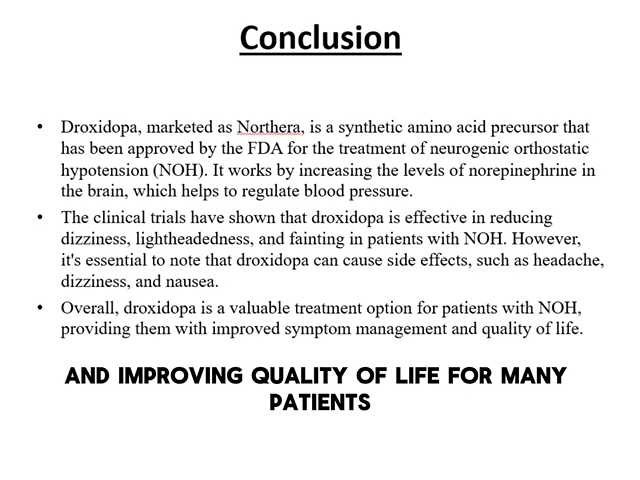 Conclusion
• Droxidopa, marketed as Northera, is a synthetic amino acid precursor that
has been approved by the FDA for the treatment of neurogenic orthostatic
hypotension (NOH). It works by increasing the levels of norepinephrine in
the brain, which helps to regulate blood pressure.
• The clinical trials have shown that droxidopa is effective in reducing
dizziness, lightheadedness, and fainting in patients with NOH. However,
it's essential to note that droxidopa can cause side effects, such as headache,
dizziness, and nausea.
• Overall, droxidopa is a valuable treatment option for patients with NOH,
providing them with improved symptom management and quality of life.
AND IMPROVING QUALITY OF LIFE FOR MANY
PATIENTS